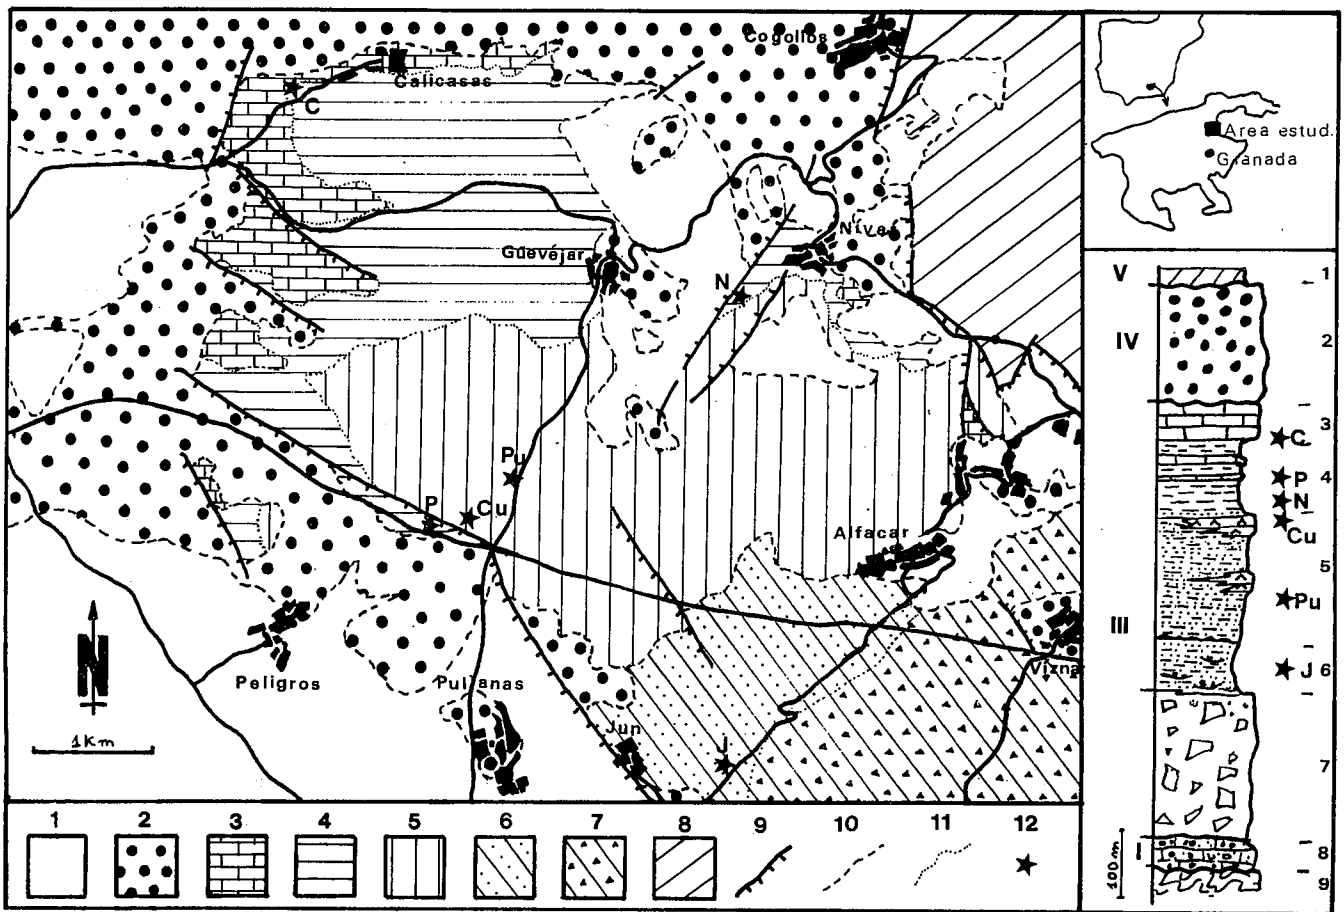 Cogollos
Calicasas
C
Güevéjar
Nívar
N
Pu
P
Cu
Alfacar
N
Peligros
Pulianas
Jun
J
Vizna
1Km
1 2 3 4 5 6 7 8 9 10 11 12
Area estud.
Granada
V
IV
III
I
1
2
3
C
P
4
N
Cu
5
Pu
J 6
7
8
9
100 m